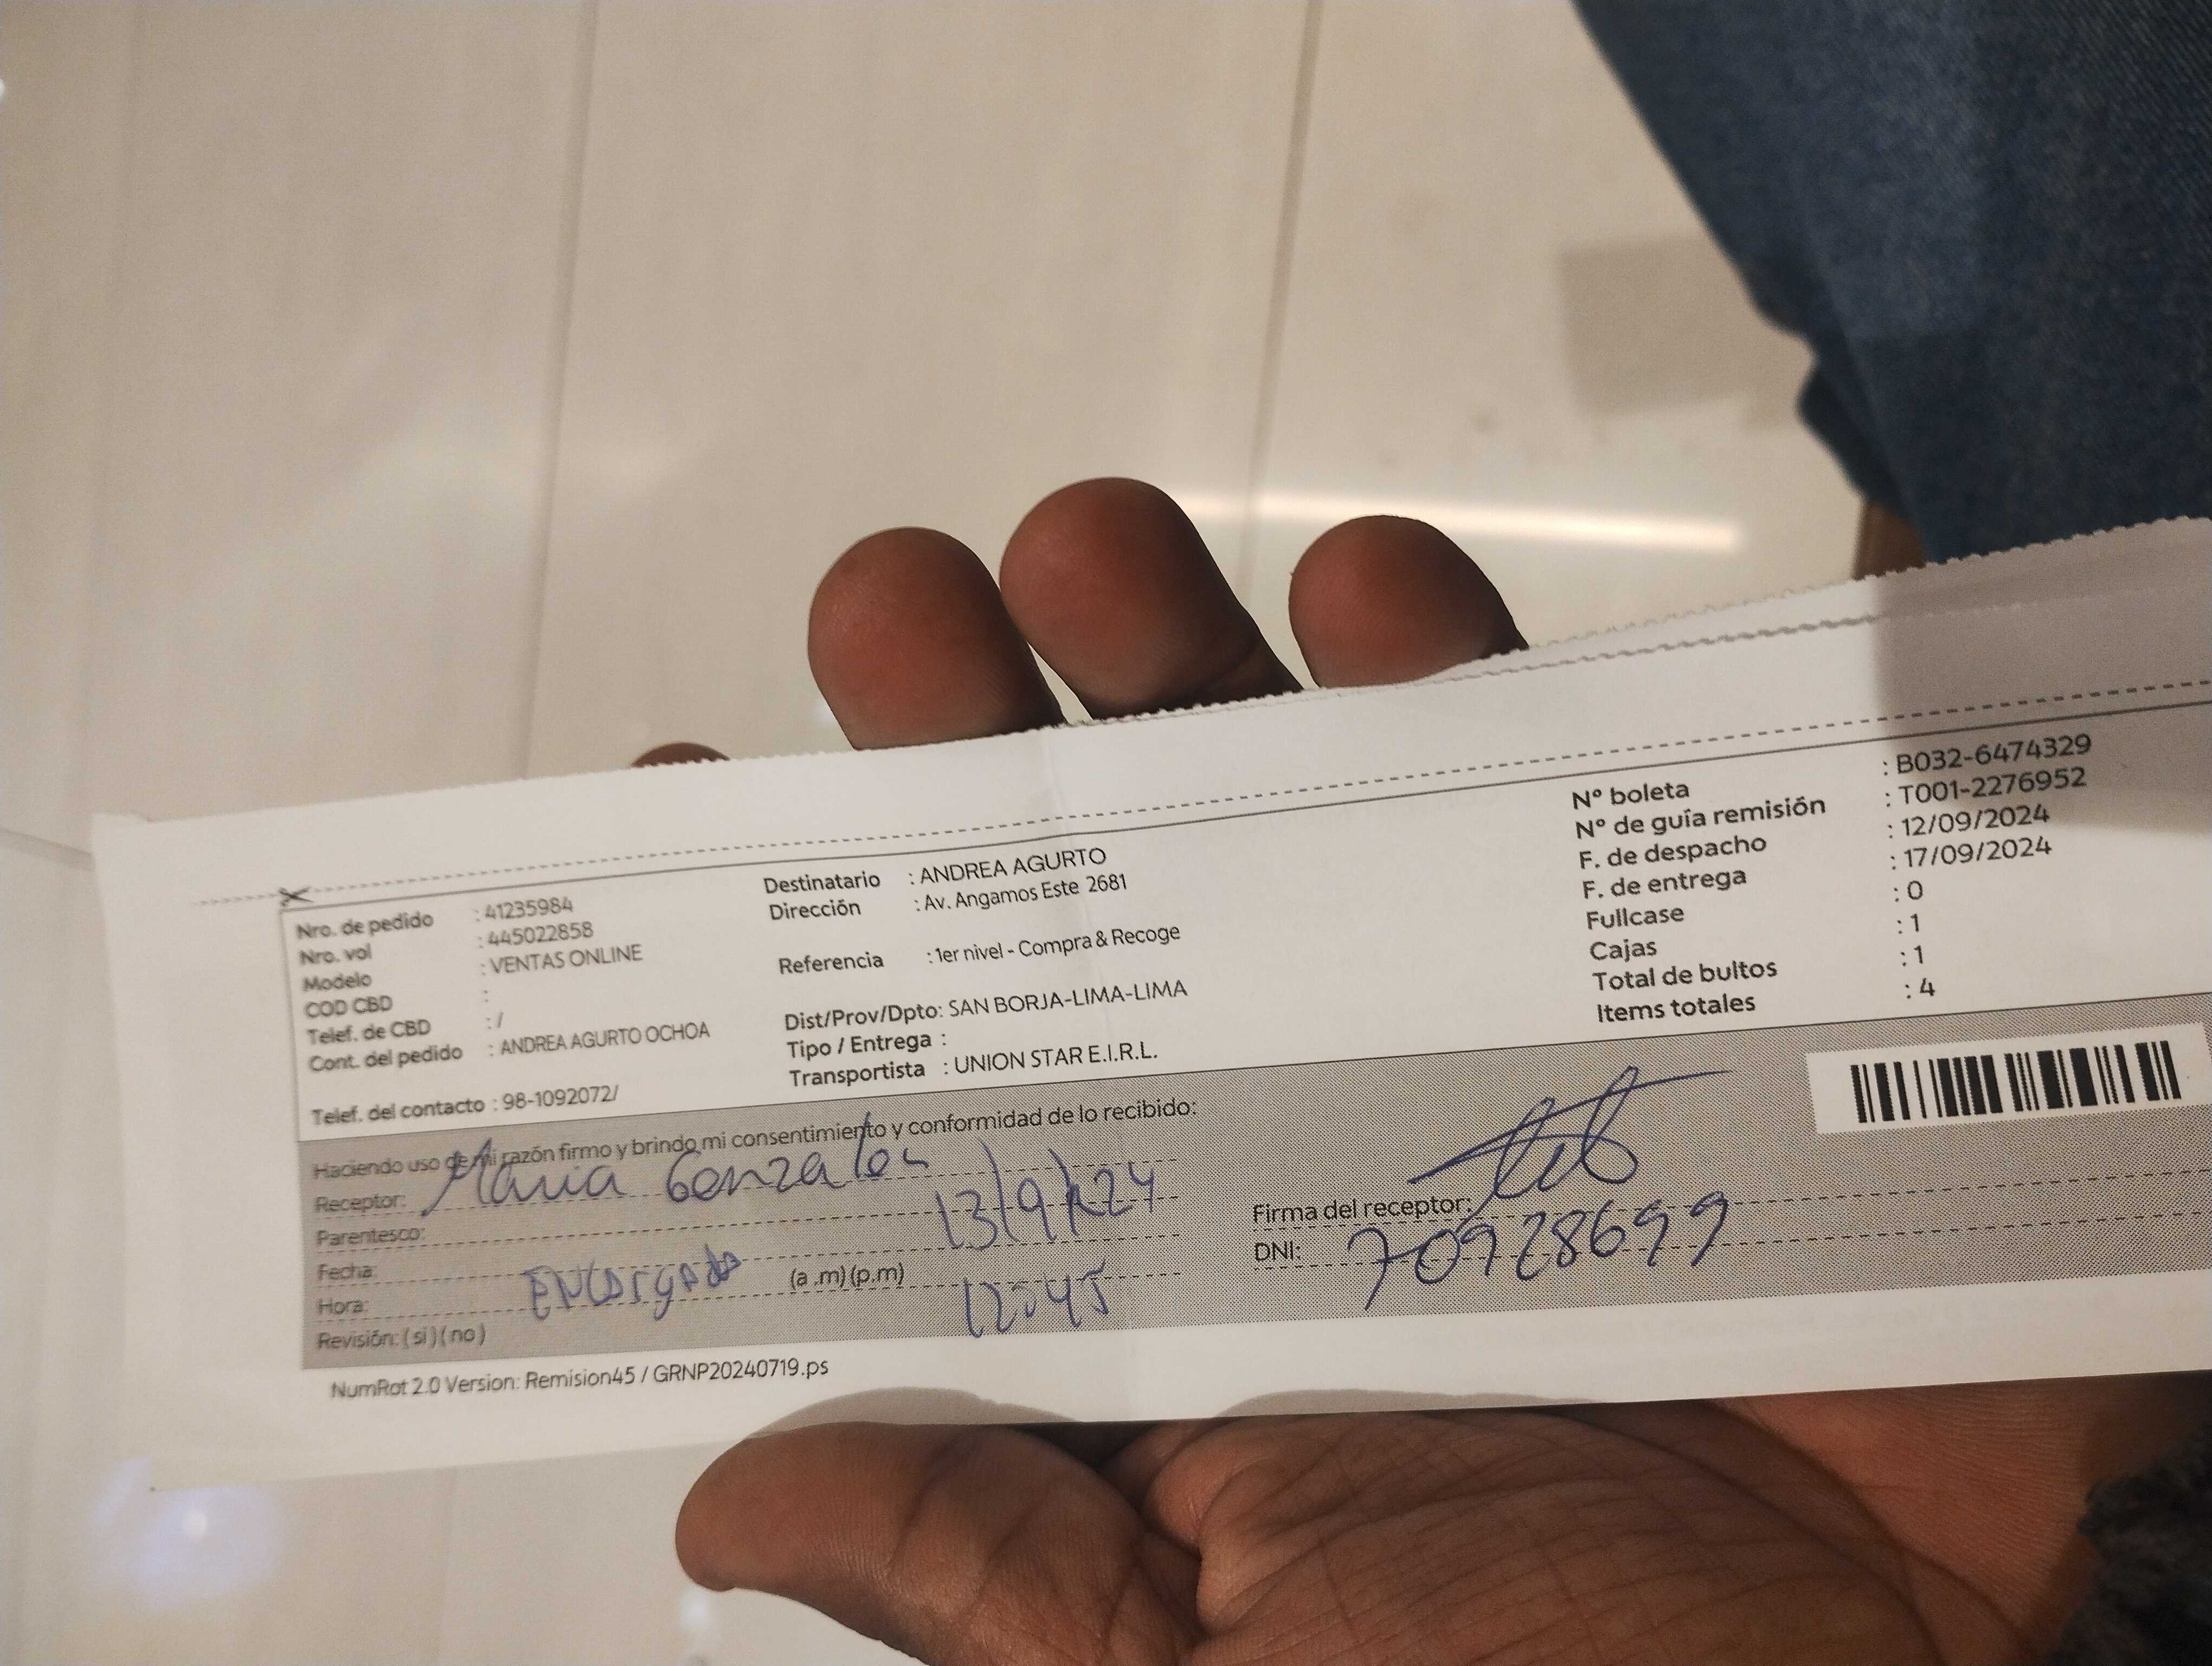 Nro. de pedido : 41235984
Nro. vol : 445022858
Modelo : VENTAS ONLINE
COD CBD :
Telef. de CBD : /
Cont. del pedido : ANDREA AGURTO OCHOA
Telef. del contacto : 98-1092072/
Destinatario : ANDREA AGURTO
Dirección : Av. Angamos Este 2681
Referencia : 1er nivel - Compra & Recoge
Dist/Prov/Dpto: SAN BORJA-LIMA-LIMA
Tipo / Entrega :
Transportista : UNION STAR E.I.R.L.
Nº boleta : B032-6474329
Nº de guía remisión : T001-2276952
F. de despacho : 12/09/2024
F. de entrega : 17/09/2024
Fullcase : 0
Cajas : 1
Total de bultos : 1
Items totales : 4
Haciendo uso de mi razón firmo y brindo mi consentimiento y conformidad de lo recibido:
Receptor: Maria Gonzales
Parentesco: 13/9/24
Fecha:
Hora: Encargado (a .m) (p.m) 12:45
Revisión: ( si ) ( no )
Firma del receptor:
DNI: 70928699
NumRot 2.0 Version: Remision45 / GRNP20240719.ps